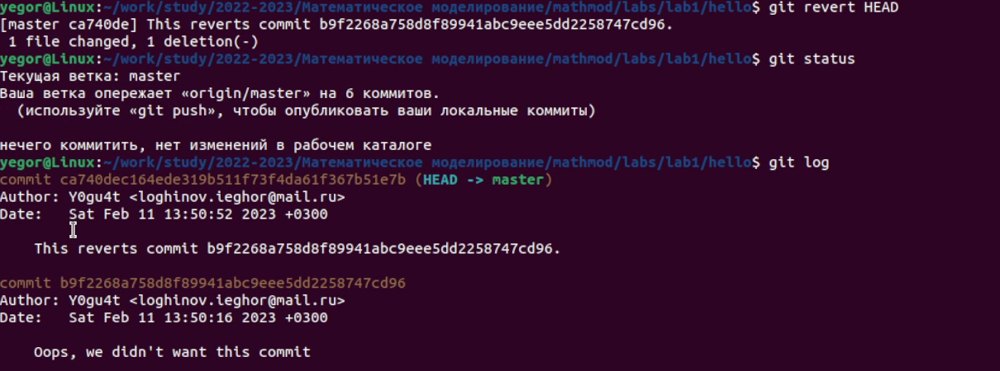 yegor@Linux:~/work/study/2022-2023/Математическое моделирование/mathmod/labs/lab1/hello$ git revert HEAD
[master ca740de] This reverts commit b9f2268a758d8f89941abc9eee5dd2258747cd96.
 1 file changed, 1 deletion(-)
yegor@Linux:~/work/study/2022-2023/Математическое моделирование/mathmod/labs/lab1/hello$ git status
Текущая ветка: master
Ваша ветка опережает «origin/master» на 6 коммитов.
  (используйте «git push», чтобы опубликовать ваши локальные коммиты)

нечего коммитить, нет изменений в рабочем каталоге
yegor@Linux:~/work/study/2022-2023/Математическое моделирование/mathmod/labs/lab1/hello$ git log
commit ca740dec164ede319b511f73f4da61f367b51e7b (HEAD -> master)
Author: Y0gu4t <loghinov.ieghor@mail.ru>
Date:   Sat Feb 11 13:50:52 2023 +0300

    This reverts commit b9f2268a758d8f89941abc9eee5dd2258747cd96.

commit b9f2268a758d8f89941abc9eee5dd2258747cd96
Author: Y0gu4t <loghinov.ieghor@mail.ru>
Date:   Sat Feb 11 13:50:16 2023 +0300

    Oops, we didn't want this commit